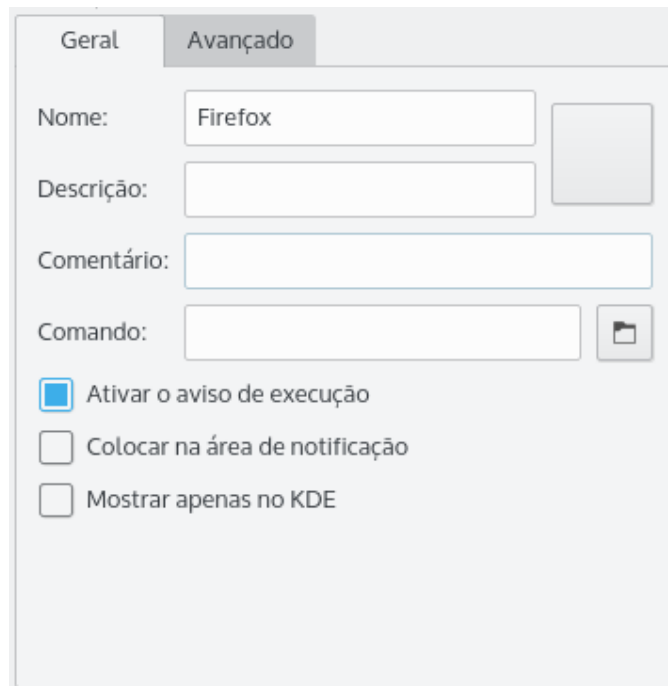 Geral Avançado
Nome: Firefox
Descrição:
Comentário:
Comando:
Ativar o aviso de execução
Colocar na área de notificação
Mostrar apenas no KDE